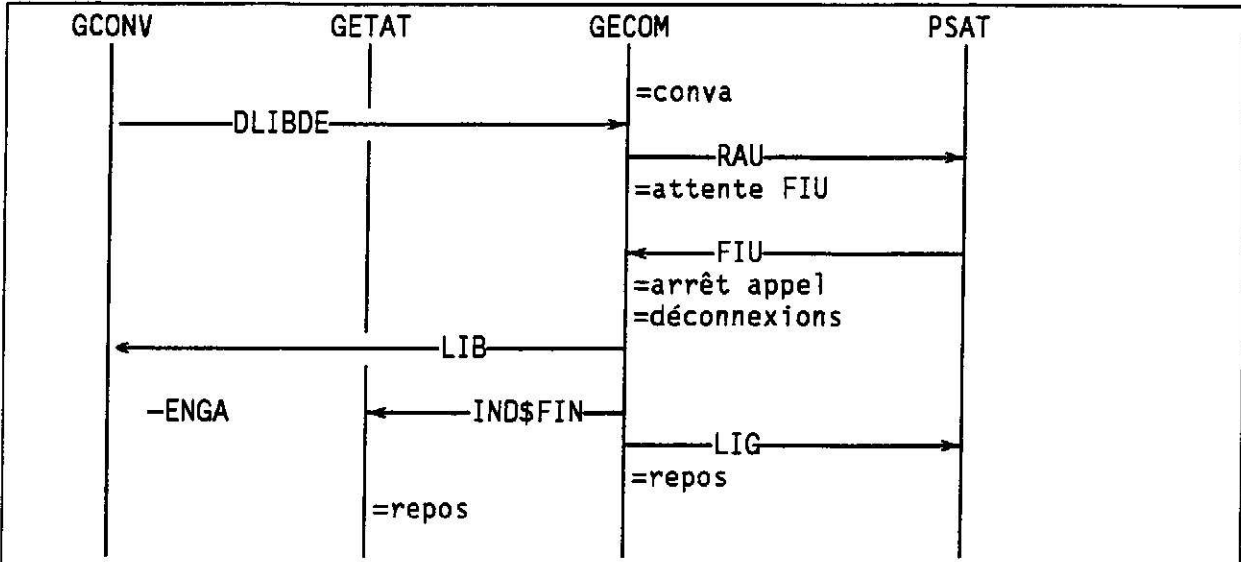 GCONV GETAT GECOM PSAT
=conva
DLIBDE
RAU
=attente FIU
FIU
=arrêt appel
=déconnexions
LIB
-ENGA IND$FIN
LIG
=repos
=repos